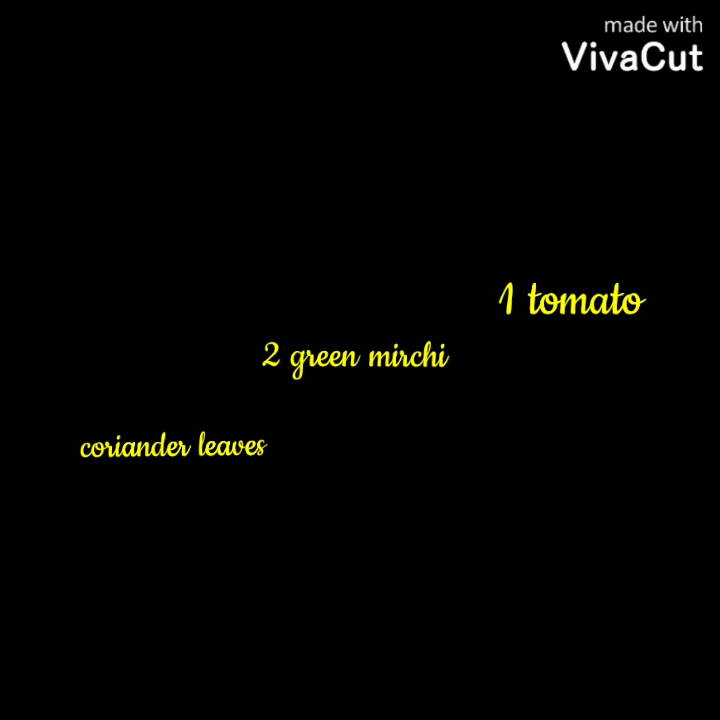 made with
VivaCut
1 tomato
2 green mirchi
coriander leaves